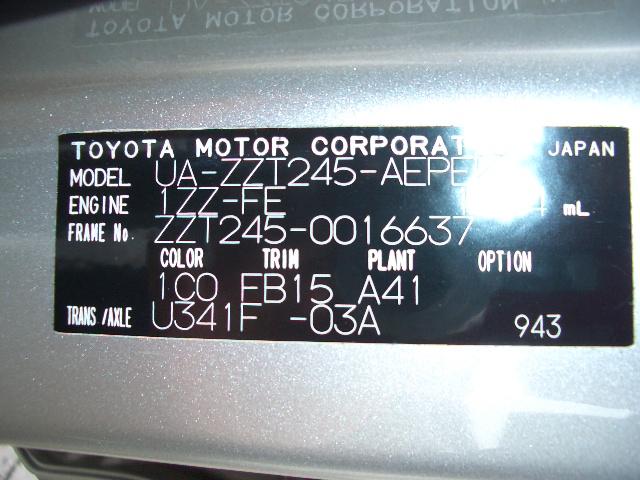 TOYOTA MOTOR CORPORAT JAPAN
MODEL UA-ZZT245-AEPE
ENGINE 1ZZ-FE mL
FRAME No. ZZT245-0016637
COLOR TRIM PLANT OPTION
1C0 FB15 A41
TRANS/AXLE U341F -03A 943